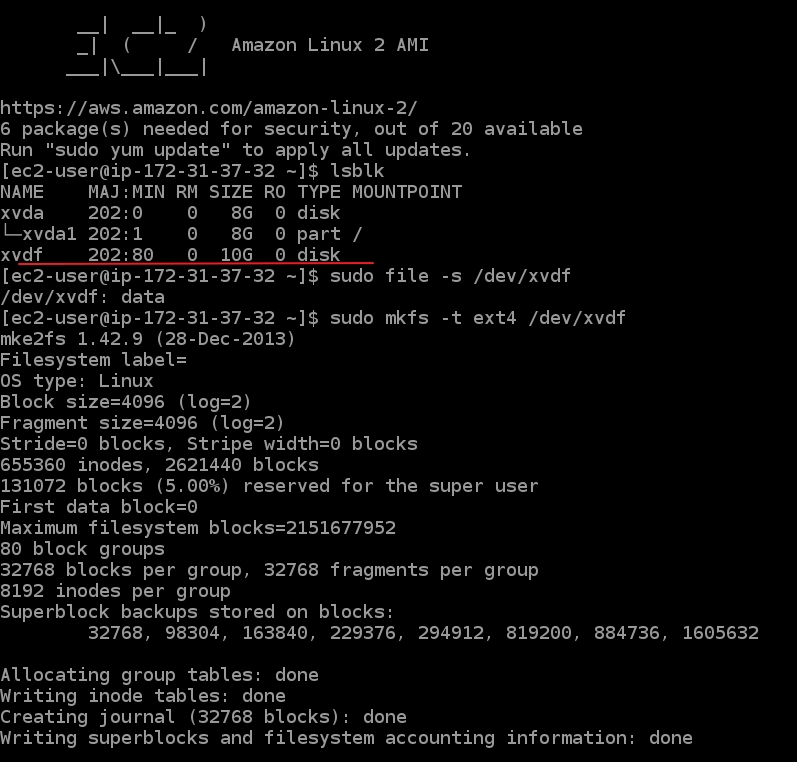 __|  __|_  )
       _|  (     /   Amazon Linux 2 AMI
      ___|\___|___|
https://aws.amazon.com/amazon-linux-2/
6 package(s) needed for security, out of 20 available
Run "sudo yum update" to apply all updates.
[ec2-user@ip-172-31-37-32 ~]$ lsblk
NAME    MAJ:MIN RM SIZE RO TYPE MOUNTPOINT
xvda    202:0    0   8G  0 disk
└─xvda1 202:1    0   8G  0 part /
xvdf    202:80   0  10G  0 disk
[ec2-user@ip-172-31-37-32 ~]$ sudo file -s /dev/xvdf
/dev/xvdf: data
[ec2-user@ip-172-31-37-32 ~]$ sudo mkfs -t ext4 /dev/xvdf
mke2fs 1.42.9 (28-Dec-2013)
Filesystem label=
OS type: Linux
Block size=4096 (log=2)
Fragment size=4096 (log=2)
Stride=0 blocks, Stripe width=0 blocks
655360 inodes, 2621440 blocks
131072 blocks (5.00%) reserved for the super user
First data block=0
Maximum filesystem blocks=2151677952
80 block groups
32768 blocks per group, 32768 fragments per group
8192 inodes per group
Superblock backups stored on blocks:
        32768, 98304, 163840, 229376, 294912, 819200, 884736, 1605632
Allocating group tables: done
Writing inode tables: done
Creating journal (32768 blocks): done
Writing superblocks and filesystem accounting information: done